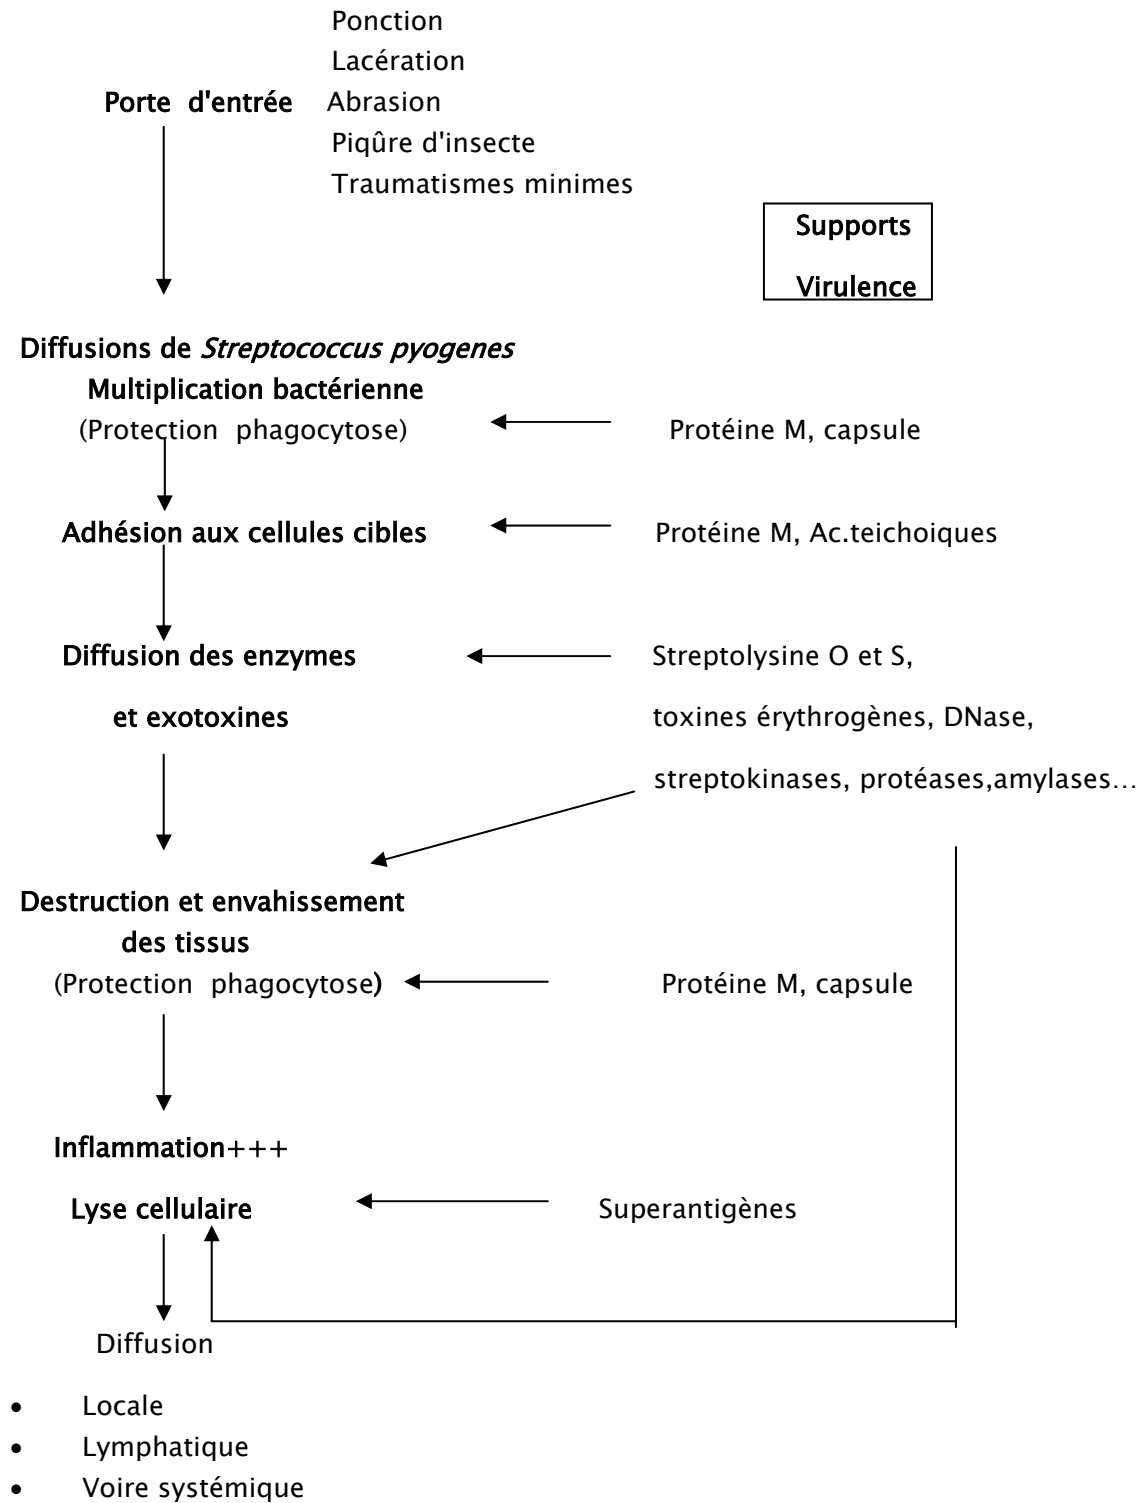 Ponction
Lacération
Porte d'entrée Abrasion
Piqûre d'insecte
Traumatismes minimes
Supports
Virulence
Diffusions de Streptococcus pyogenes
Multiplication bactérienne
(Protection phagocytose) Protéine M, capsule
Adhésion aux cellules cibles Protéine M, Ac.teichoiques
Diffusion des enzymes Streptolysine O et S,
et exotoxines toxines érythrogènes, DNase,
streptokinases, protéases,amylases…
Destruction et envahissement
des tissus
(Protection phagocytose) Protéine M, capsule
Inflammation+++
Lyse cellulaire Superantigènes
Diffusion
• Locale
• Lymphatique
• Voire systémique